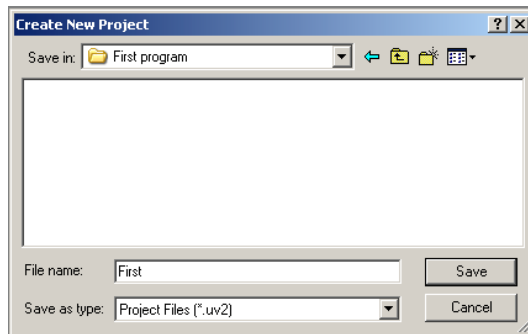 Create New Project
Save in: First program
File name: First Save
Save as type: Project Files (*.uv2) Cancel